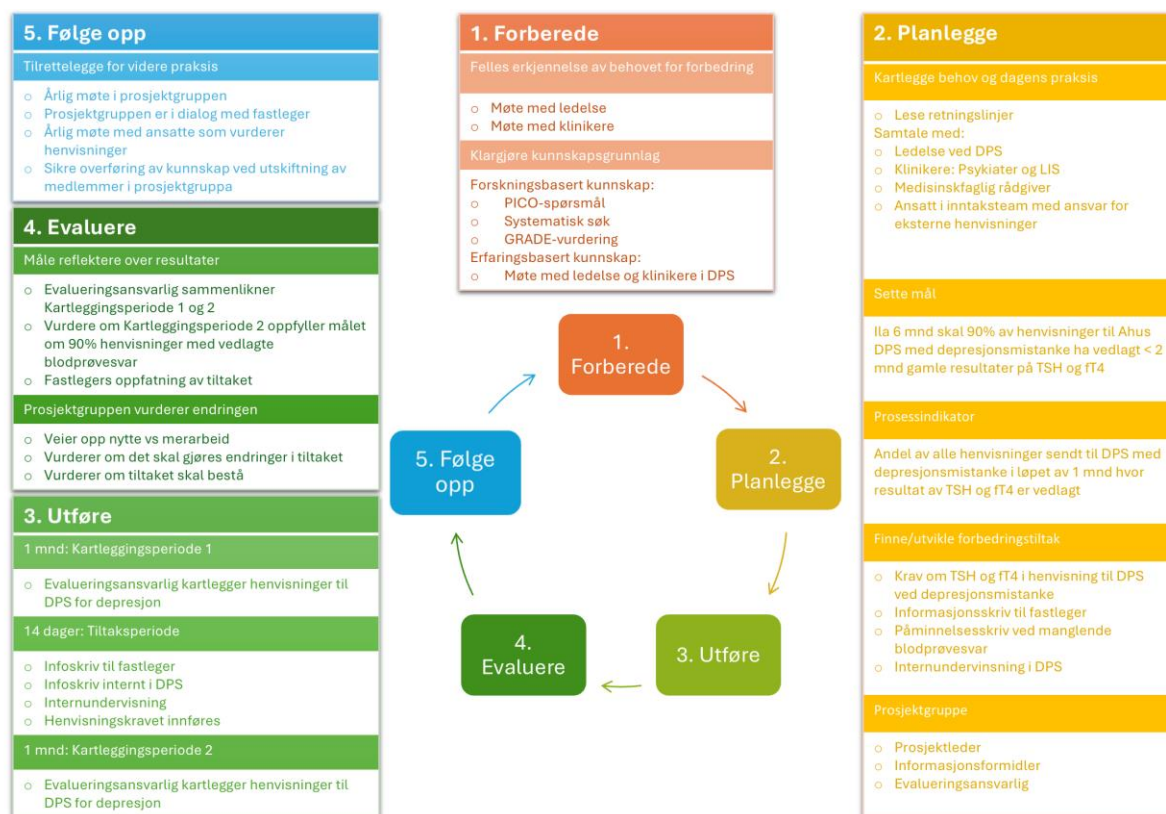 5. Følge opp
Tilrettelegge for videre praksis
o Årlig møte i prosjektgruppen
o Prosjektgruppen er i dialog med fastleger
o Årlig møte med ansatte som vurderer
henvisninger
o Sikre overføring av kunnskap ved utskiftning av
medlemmer i prosjektgruppa
4. Evaluere
Måle reflektere over resultater
o Evalueringsansvarlig sammenlikner
Kartleggingsperiode 1 og 2
o Vurdere om Kartleggingsperiode 2 oppfyller målet
om 90% henvisninger med vedlagte
blodprøvesvar
o Fastlegers oppfatning av tiltaket
Prosjektgruppen vurderer endringen
o Veier opp nytte vs merarbeid
o Vurderer om det skal gjøres endringer i tiltaket
o Vurderer om tiltaket skal bestå
3. Utføre
1 mnd: Kartleggingsperiode 1
o Evalueringsansvarlig kartlegger henvisninger til
DPS for depresjon
14 dager: Tiltaksperiode
o Infoskriv til fastleger
o Infoskriv internt i DPS
o Internundervisning
o Henvisningskravet innføres
1 mnd: Kartleggingsperiode 2
o Evalueringsansvarlig kartlegger henvisninger til
DPS for depresjon
1. Forberede
Felles erkjennelse av behovet for forbedring
o Møte med ledelse
o Møte med klinikere
Klargjøre kunnskapsgrunnlag
Forskningsbasert kunnskap:
o PICO-spørsmål
o Systematisk søk
o GRADE-vurdering
Erfaringsbasert kunnskap:
o Møte med ledelse og klinikere i DPS
1.
Forberede
2.
Planlegge
3. Utføre
4.
Evaluere
5. Følge
opp
2. Planlegge
Kartlegge behov og dagens praksis
o Lese retningslinjer
Samtale med:
o Ledelse ved DPS
o Klinikere: Psykiater og LIS
o Medisinskfaglig rådgiver
o Ansatt i inntaksteam med ansvar for
eksterne henvisninger
Sette mål
Ila 6 mnd skal 90% av henvisninger til Ahus
DPS med depresjonsmistanke ha vedlagt < 2
mnd gamle resultater på TSH og fT4
Prosessindikator
Andel av alle henvisninger sendt til DPS med
depresjonsmistanke i løpet av 1 mnd hvor
resultat av TSH og fT4 er vedlagt
Finne/utvikle forbedringstiltak
o Krav om TSH og fT4 i henvisning til DPS
ved depresjonsmistanke
o Informasjonsskriv til fastleger
o Påminnelsesskriv ved manglende
blodprøvesvar
o Internundervinsning i DPS
Prosjektgruppe
o Prosjektleder
o Informasjonsformidler
o Evalueringsansvarlig